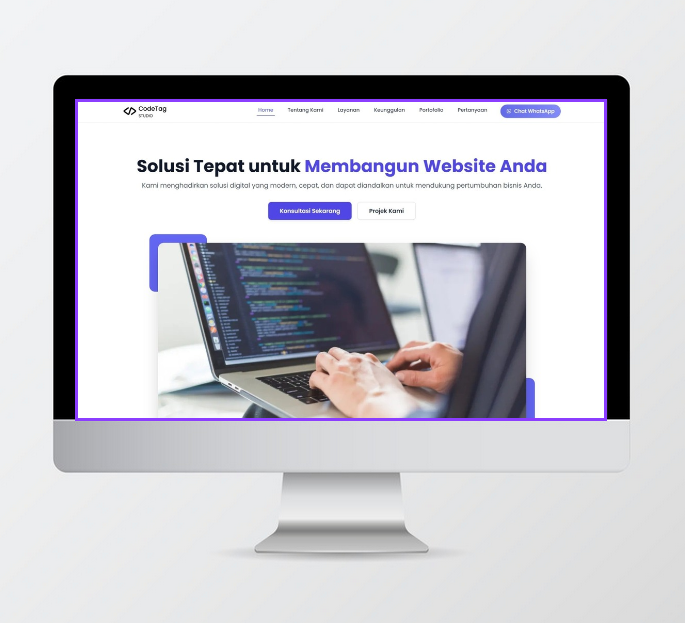 CodeTag
STUDIO
Home Tentang Kami Layanan Keunggulan Portofolio Pertanyaan Chat WhatsApp
Solusi Tepat untuk Membangun Website Anda
Kami menghadirkan solusi digital yang modern, cepat, dan dapat diandalkan untuk mendukung pertumbuhan bisnis Anda.
Konsultasi Sekarang Projek Kami